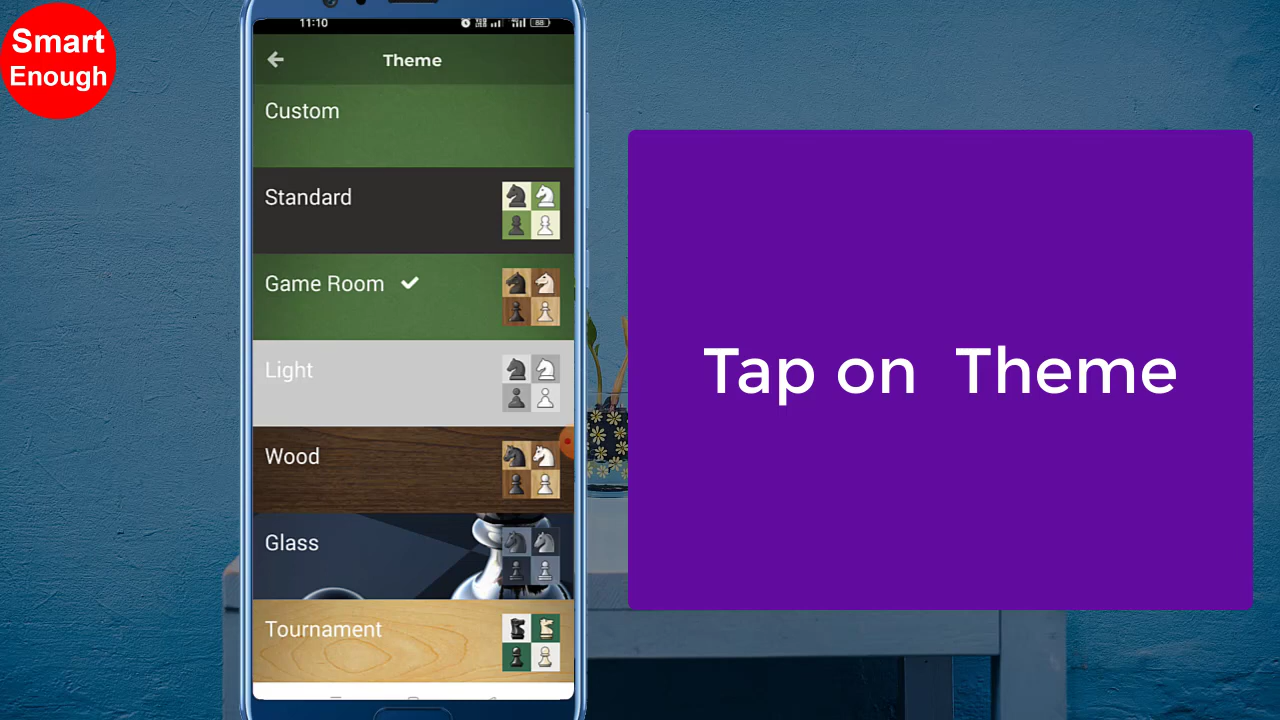 Smart
Enough
11:10
88
Theme
Custom
Standard
Game Room
Light
Wood
Glass
Tournament
Tap on Theme